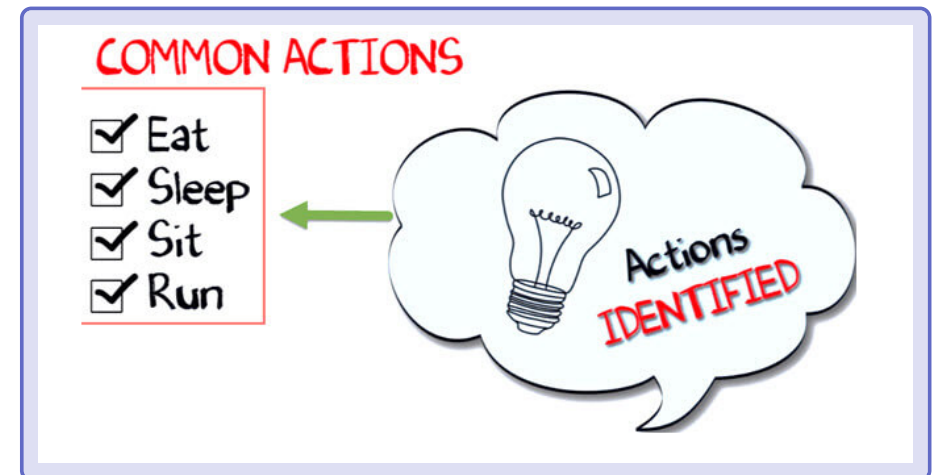 COMMON ACTIONS
Eat
Sleep
Sit
Run
Actions
IDENTIFIED